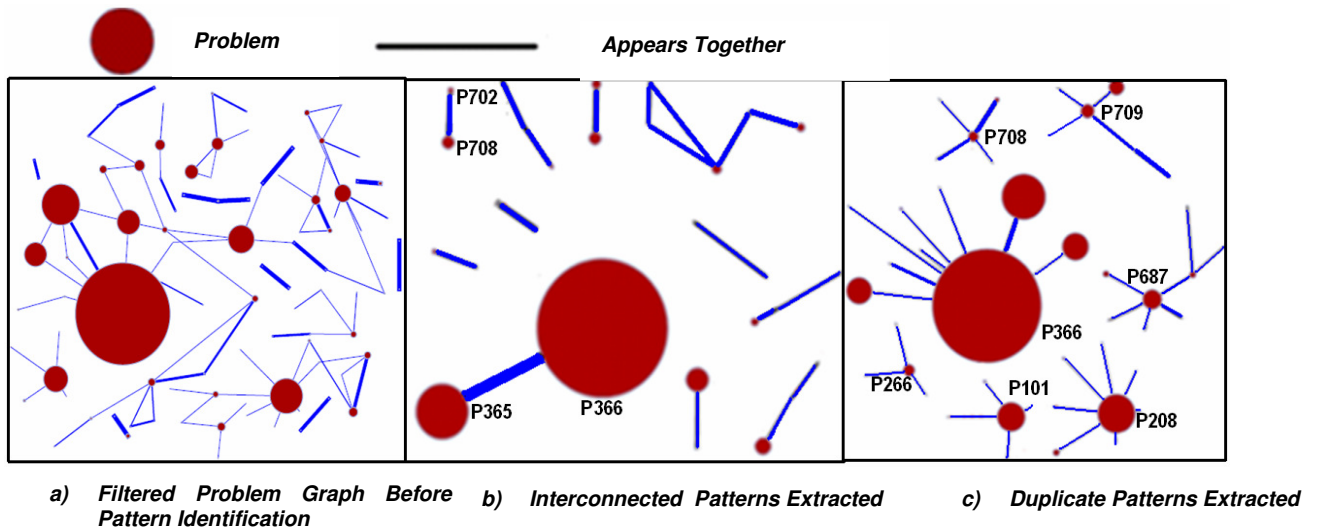 Problem
Appears Together
P702
P708
P365
P366
P708
P709
P687
P366
P266
P101
P208
a) Filtered Problem Graph Before
Pattern Identification
b) Interconnected Patterns Extracted
c) Duplicate Patterns Extracted